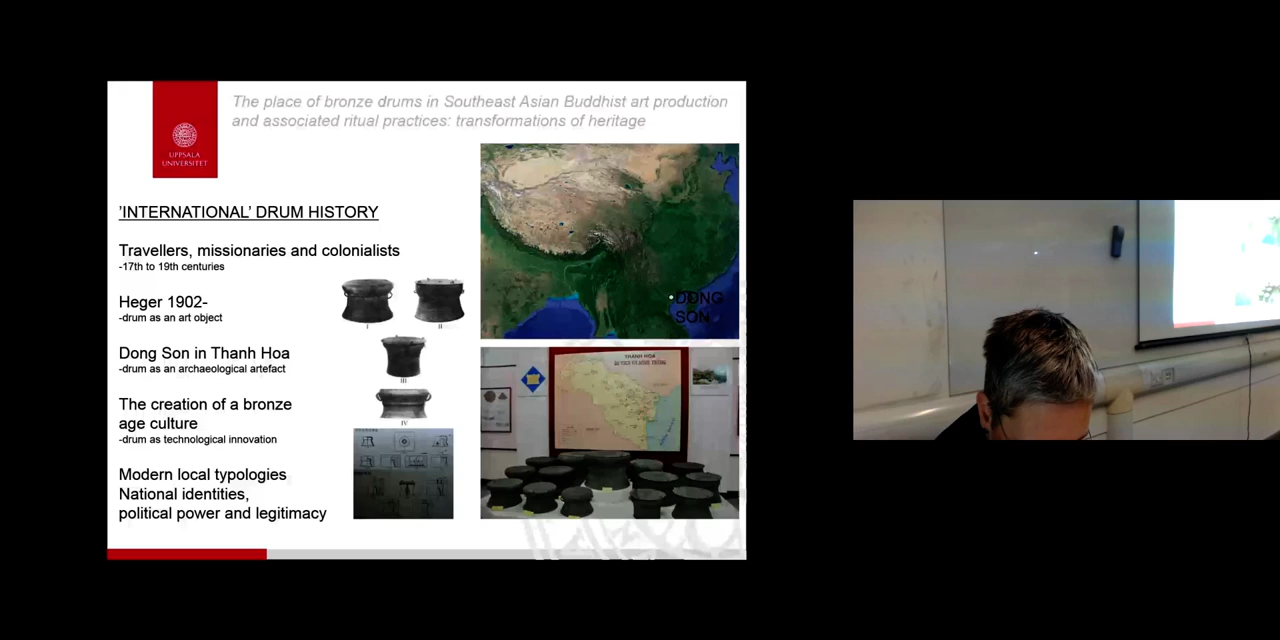 The place of bronze drums in Southeast Asian Buddhist art production
and associated ritual practices: transformations of heritage
UPPSALA
UNIVERSITET
'INTERNATIONAL' DRUM HISTORY
Travellers, missionaries and colonialists
-17th to 19th centuries
Heger 1902-
-drum as an art object
Dong Son in Thanh Hoa
-drum as an archaeological artefact
The creation of a bronze
age culture
-drum as technological innovation
Modern local typologies
National identities,
political power and legitimacy
I
II
III
IV
DONG
SON
THANH HOA